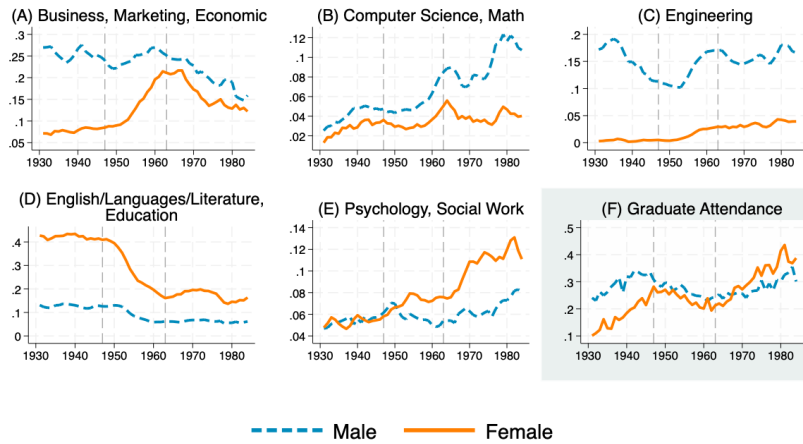 (A) Business, Marketing, Economic
.3
.25
.2
.15
.1
.05
1930 1940 1950 1960 1970 1980
(B) Computer Science, Math
.12
.1
.08
.06
.04
.02
1930 1940 1950 1960 1970 1980
(C) Engineering
.2
.15
.1
.05
0
1930 1940 1950 1960 1970 1980
(D) English/Languages/Literature,
Education
.4
.3
.2
.1
0
1930 1940 1950 1960 1970 1980
(E) Psychology, Social Work
.14
.12
.1
.08
.06
.04
1930 1940 1950 1960 1970 1980
(F) Graduate Attendance
.5
.4
.3
.2
.1
1930 1940 1950 1960 1970 1980
Male Female